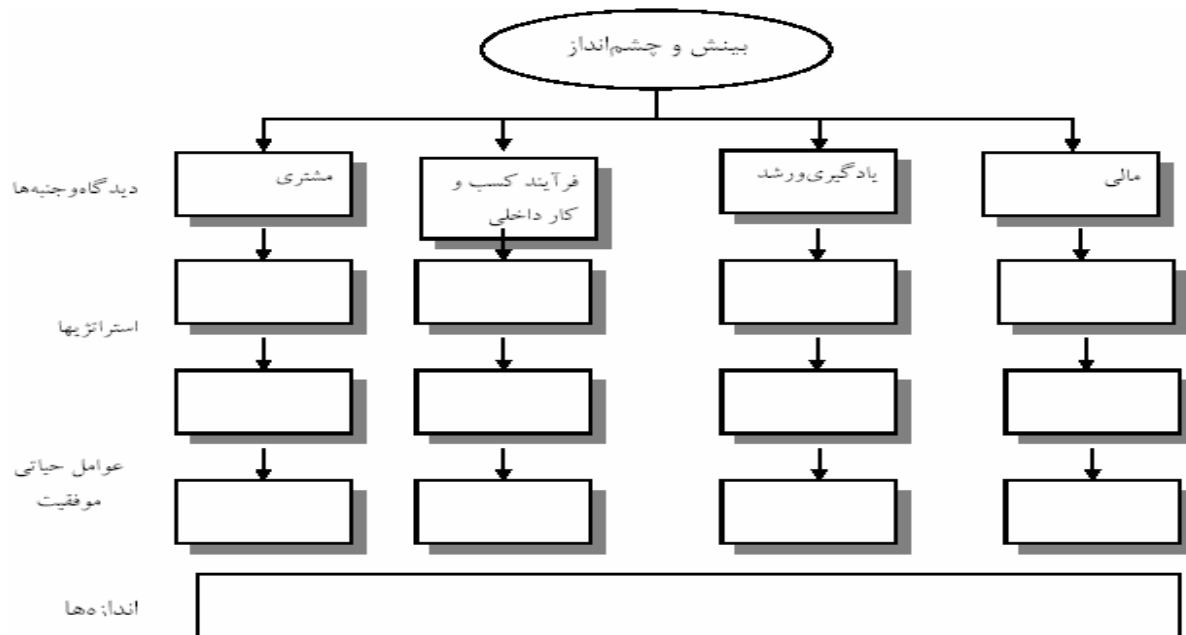 بینش و چشم‌انداز
مالی
یادگیری‌ورشد
فرآیند کسب و
کار داخلی
مشتری
دیدگاه‌وجنبه‌ها
استراتژیها
عوامل حیاتی
موفقیت
اندازه‌ها